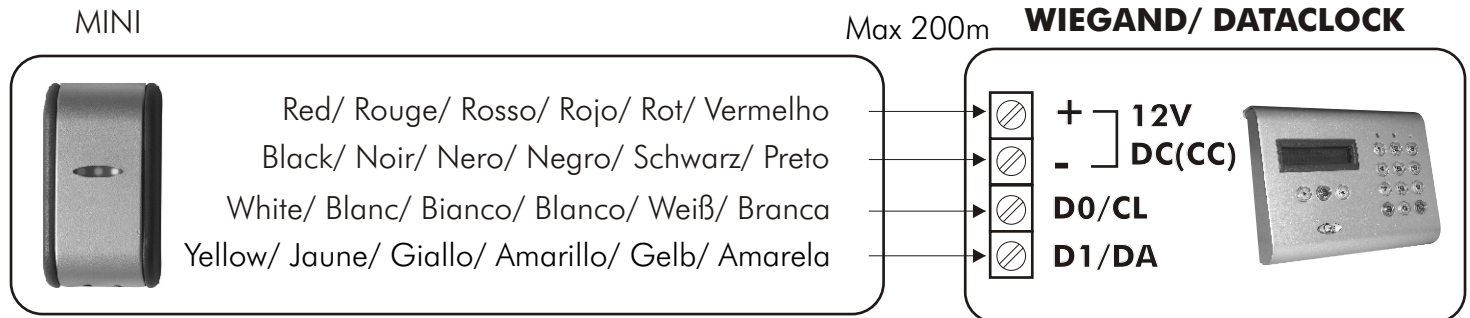 MINI
Max 200m
WIEGAND/ DATACLOCK
Red/ Rouge/ Rosso/ Rojo/ Rot/ Vermelho
+
12V
Black/ Noir/ Nero/ Negro/ Schwarz/ Preto
-
DC(CC)
White/ Blanc/ Bianco/ Blanco/ Weiß/ Branca
D0/CL
Yellow/ Jaune/ Giallo/ Amarillo/ Gelb/ Amarela
D1/DA